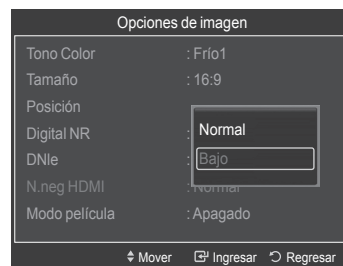 Opciones de imagen
Tono Color : Frío1
Tamaño : 16:9
Posición
Digital NR :
Normal
DNIe :
Bajo
N.neg HDMI : Normal
Modo película : Apagado
Mover Ingresar Regresar